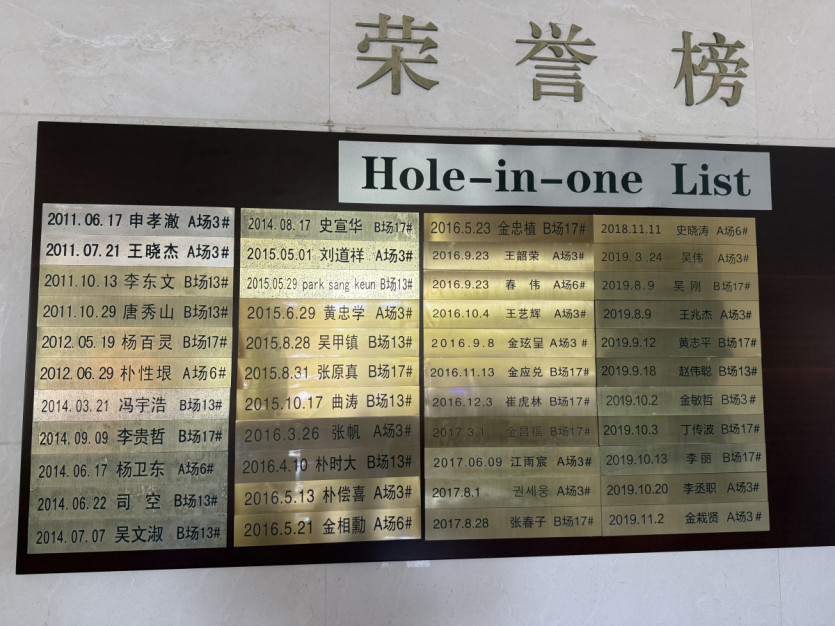 荣誉榜
Hole-in-one List
2011.06.17 申孝澈 A场3#
2011.07.21 王晓杰 A场3#
2011.10.13 李东文 B场13#
2011.10.29 唐秀山 B场13#
2012.05.19 杨百灵 B场17#
2012.06.29 朴性垠 A场6#
2014.03.21 冯宇浩 B场13#
2014.09.09 李贵哲 B场17#
2014.06.17 杨卫东 A场6#
2014.06.22 司空 B场13#
2014.07.07 吴文淑 B场13#
2014.08.17 史宣华 B场17#
2015.05.01 刘道祥 A场3#
2015.05.29 park sang keun B场13#
2015.6.29 黄忠学 A场3#
2015.8.28 吴甲镇 B场13#
2015.8.31 张原真 B场17#
2015.10.17 曲涛 B场13#
2016.3.26 张帆 A场3#
2016.4.10 朴时大 B场13#
2016.5.13 朴偿喜 A场3#
2016.5.21 金相勳 A场6#
2016.5.23 金忠植 B场17#
2016.9.23 王韶荣 A场3#
2016.9.23 春伟 A场6#
2016.10.4 王艺辉 A场3#
2016.9.8 金玹呈 A场3#
2016.11.13 金应兑 B场17#
2016.12.3 崔虎林 B场17#
2017.3.1 金昌福 B场17#
2017.06.09 江雨宸 A场3#
2017.8.1 권세웅 A场3#
2017.8.28 张春子 B场17#
2018.11.11 史晓涛 A场6#
2019.3.24 吴伟 A场3#
2019.8.9 吴刚 B场17#
2019.8.9 王兆杰 A场3#
2019.9.12 黄志平 B场17#
2019.9.18 赵伟聪 B场13#
2019.10.2 金敏哲 B场3#
2019.10.3 丁传波 B场17#
2019.10.13 李丽 B场17#
2019.10.20 李丞职 A场3#
2019.11.2 金栽贤 A场3#